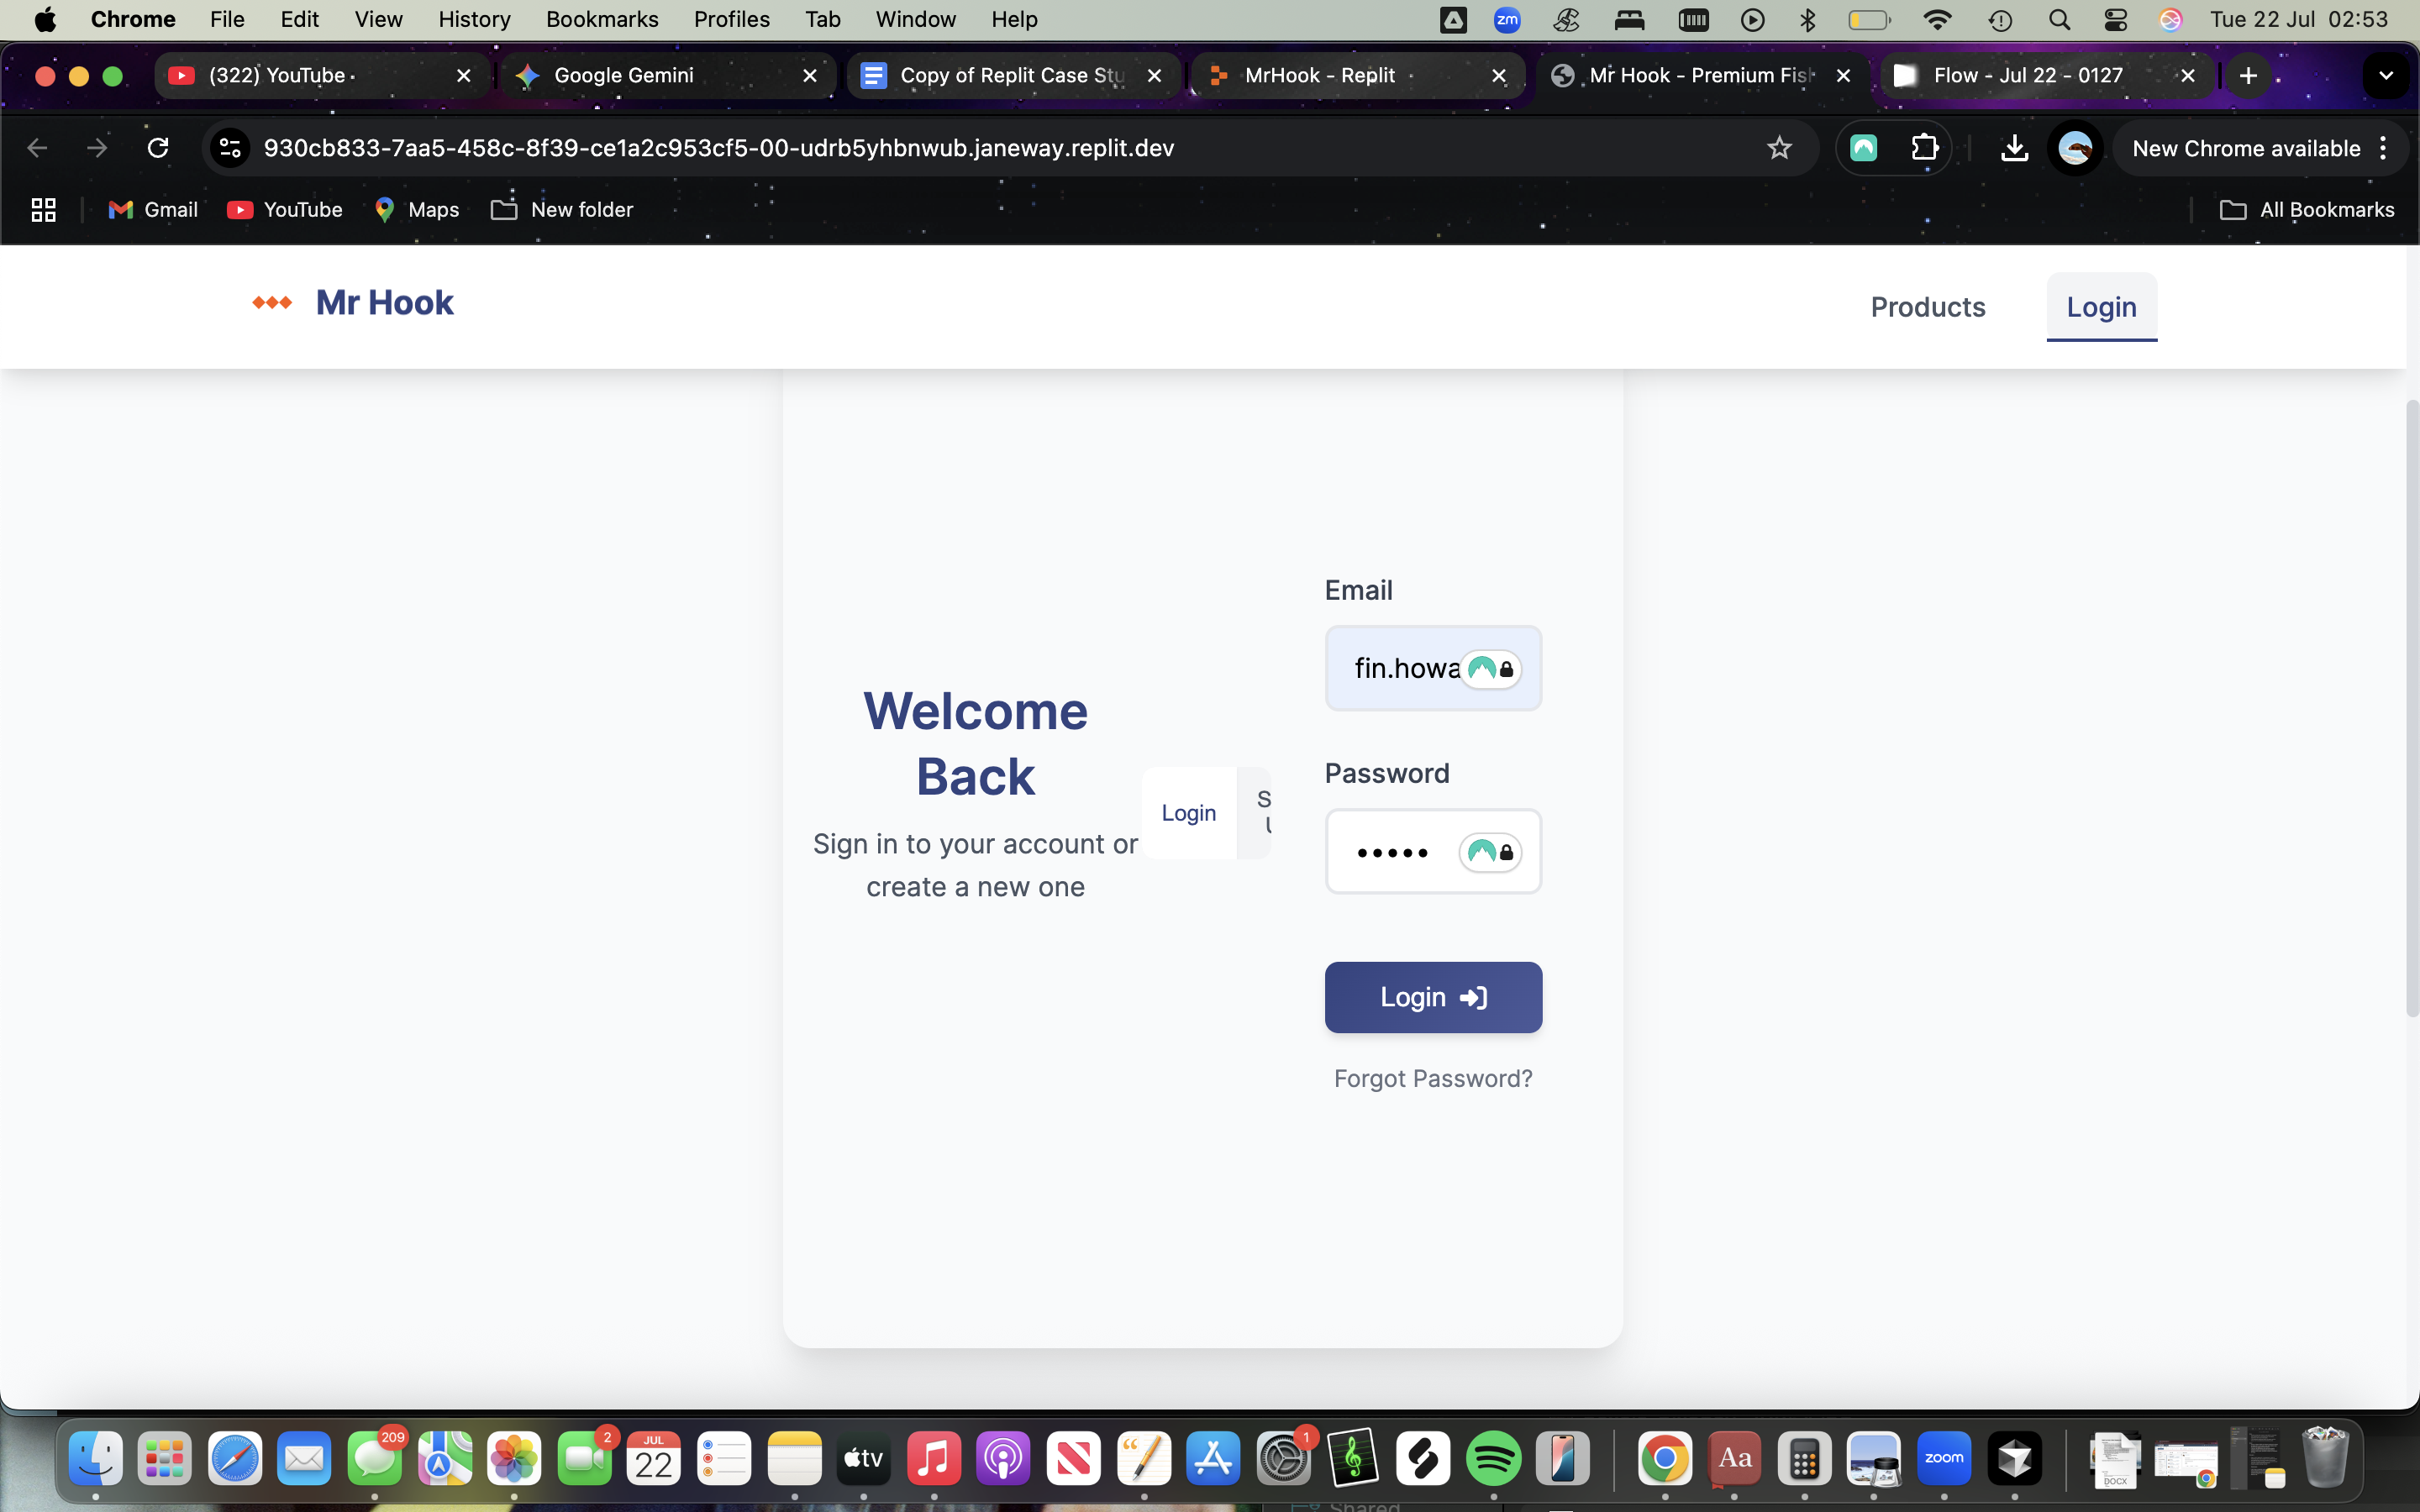 Chrome File Edit View History Bookmarks Profiles Tab Window Help zm Tue 22 Jul 02:53
(322) YouTube Google Gemini Copy of Replit Case Stu MrHook - Replit Mr Hook - Premium Fis Flow - Jul 22 - 0127
930cb833-7aa5-458c-8f39-ce1a2c953cf5-00-udrb5yhbnwub.janeway.replit.dev New Chrome available
Gmail YouTube Maps New folder All Bookmarks
Mr Hook Products Login
Welcome
Back
Sign in to your account or
create a new one
Login
S
Email
fin.howa
Password
Login
Forgot Password?
209 2 JUL 22 tv 1 Aa zoom DOCX
Shared